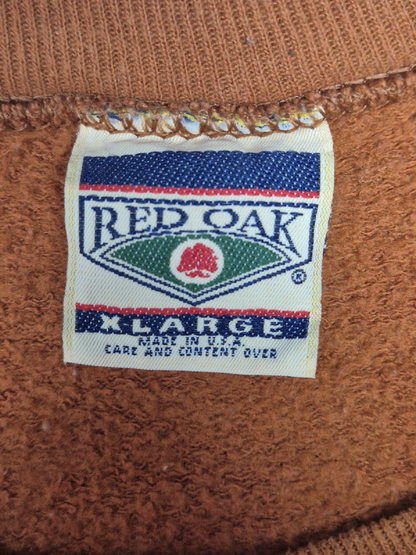 RED OAK
®
XLARGE
MADE IN U.S.A.
CARE AND CONTENT OVER